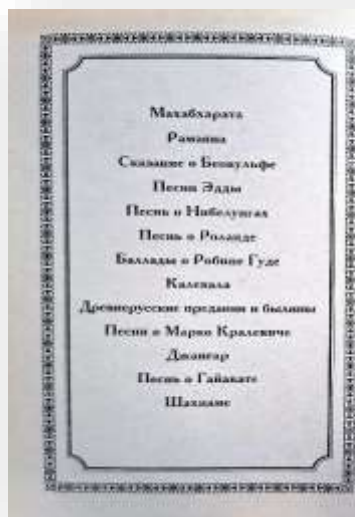 Махабхарата
Рамаяна
Сказание о Беовульфе
Песни Эдды
Песнь о Нибелунгах
Песнь о Роланде
Баллады о Робине Гуде
Калевала
Древнерусские предания и былины
Песни о Марко Кралевиче
Джангар
Песнь о Гайавате
Шахнаме